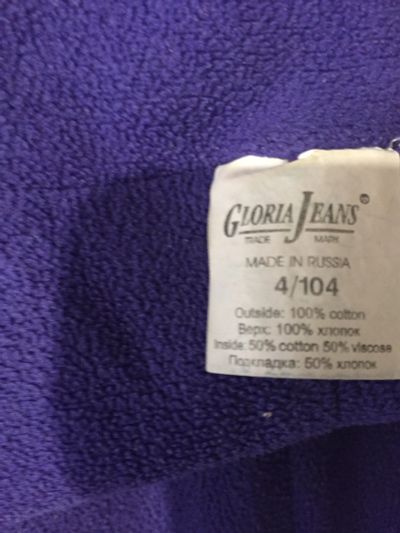 GLORIA JEANS®
TRADE MARK
MADE IN RUSSIA
4/104
Outside: 100% cotton
Верх: 100% хлопок
Inside: 50% cotton 50% viscose
Подкладка: 50% хлопок